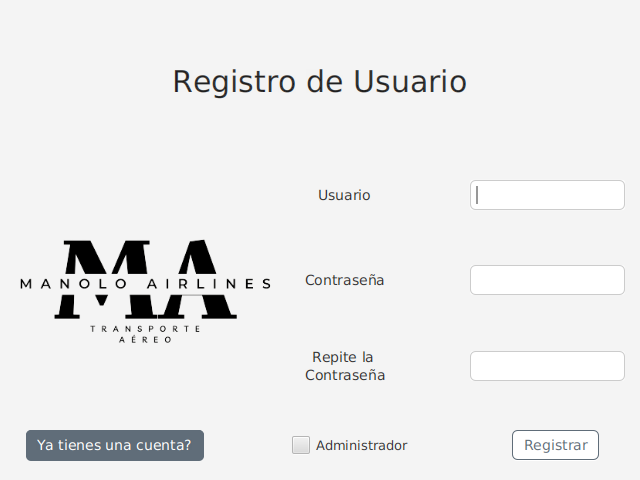 Registro de Usuario
Usuario
MA
MANOLO AIRLINES
TRANSPORTE
AÉREO
Contraseña
Repite la
Contraseña
Ya tienes una cuenta?
Administrador
Registrar